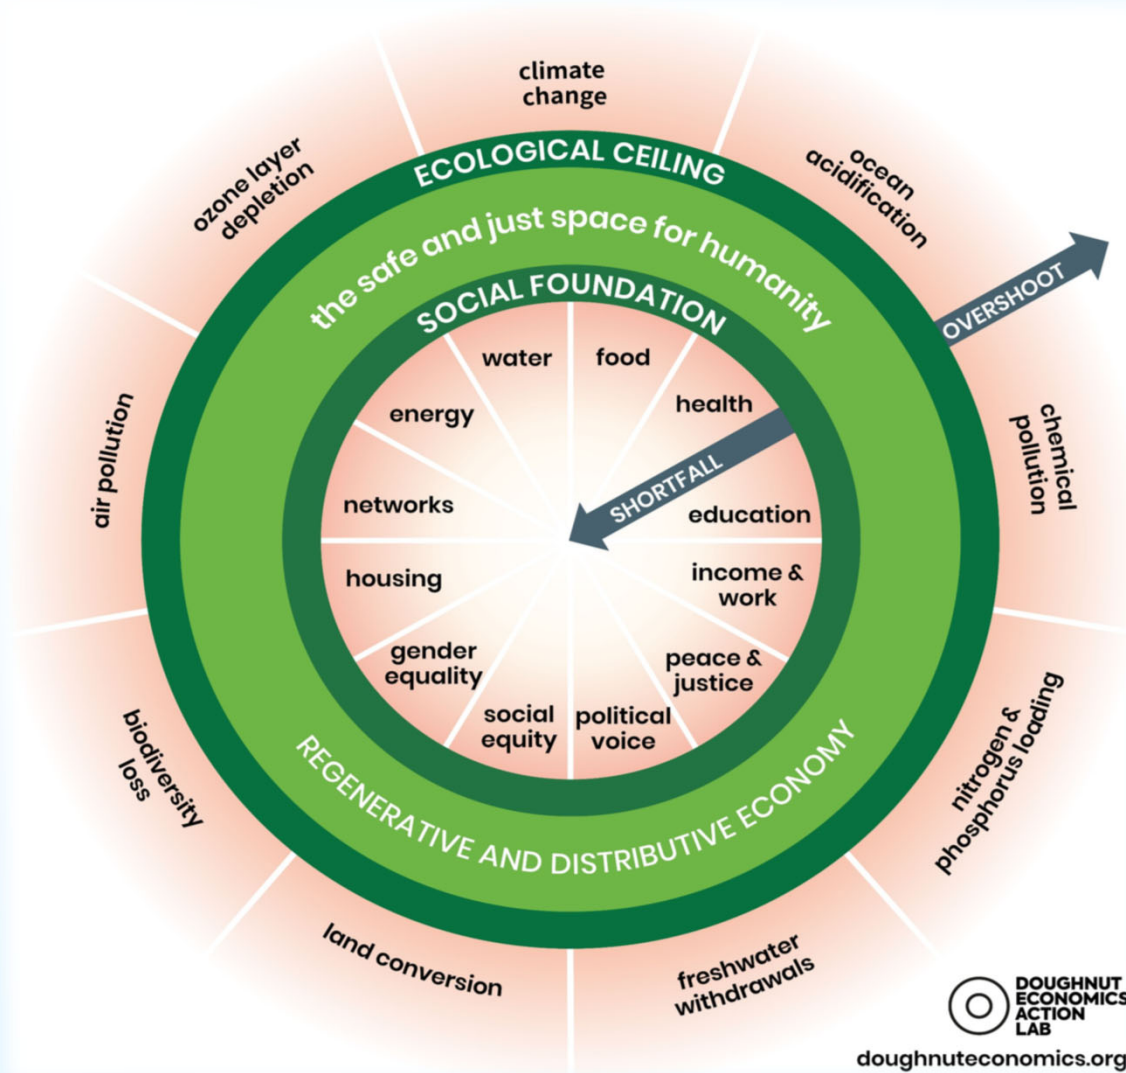 climate
change
ocean
acidification
chemical
pollution
nitrogen &
phosphorus loading
freshwater
withdrawals
land conversion
biodiversity
loss
air pollution
ozone layer
depletion
OVERSHOOT
ECOLOGICAL CEILING
the safe and just space for humanity
SOCIAL FOUNDATION
water
food
health
SHORTFALL
education
income &
work
peace &
justice
political
voice
social
equity
gender
equality
housing
networks
energy
REGENERATIVE AND DISTRIBUTIVE ECONOMY
DOUGHNUT
ECONOMICS
ACTION
LAB
doughnuteconomics.org